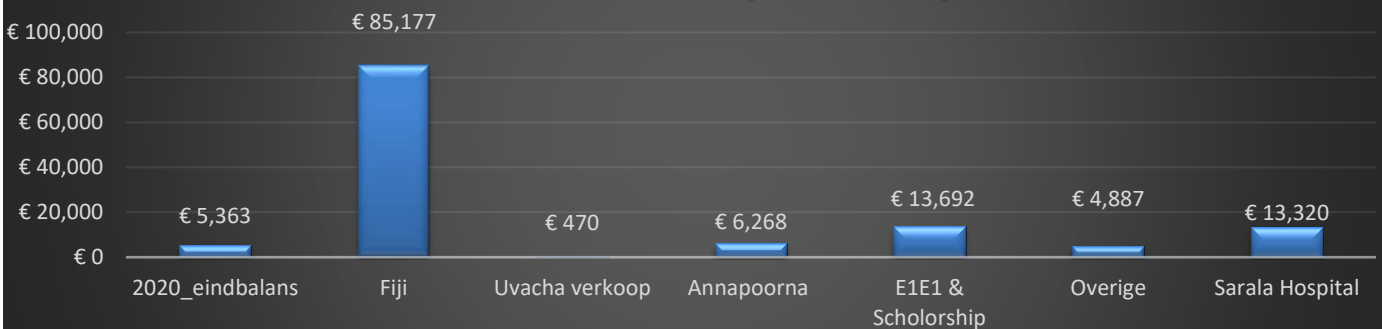 € 100,000
€ 80,000
€ 60,000
€ 40,000
€ 20,000
€ 0
€ 5,363
€ 85,177
€ 470
€ 6,268
€ 13,692
€ 4,887
€ 13,320
2020_eindbalans
Fiji
Uvacha verkoop
Annapoorna
E1E1 &
Scholorship
Overige
Sarala Hospital